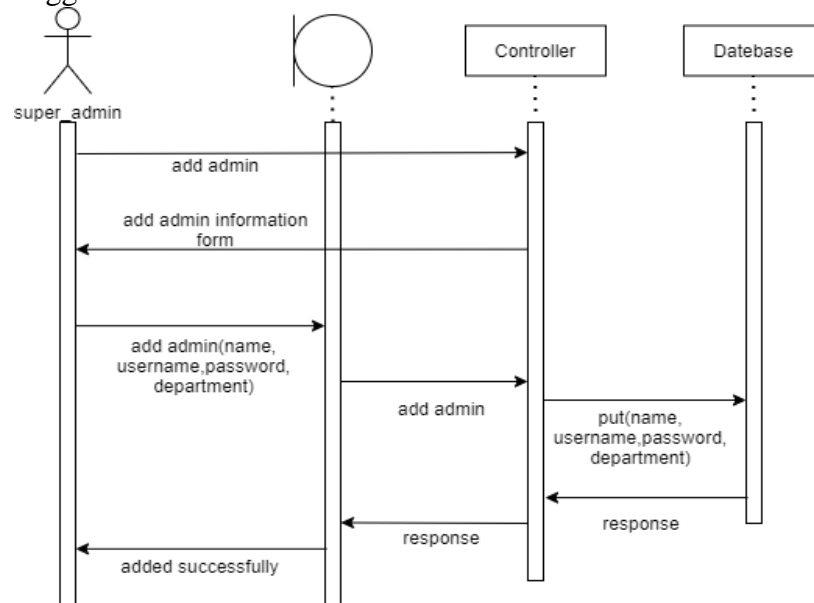 gg
super_admin
Controller
Datebase
add admin
add admin information
form
add admin(name,
username,password,
department)
add admin
put(name,
username,password,
department)
response
response
added successfully